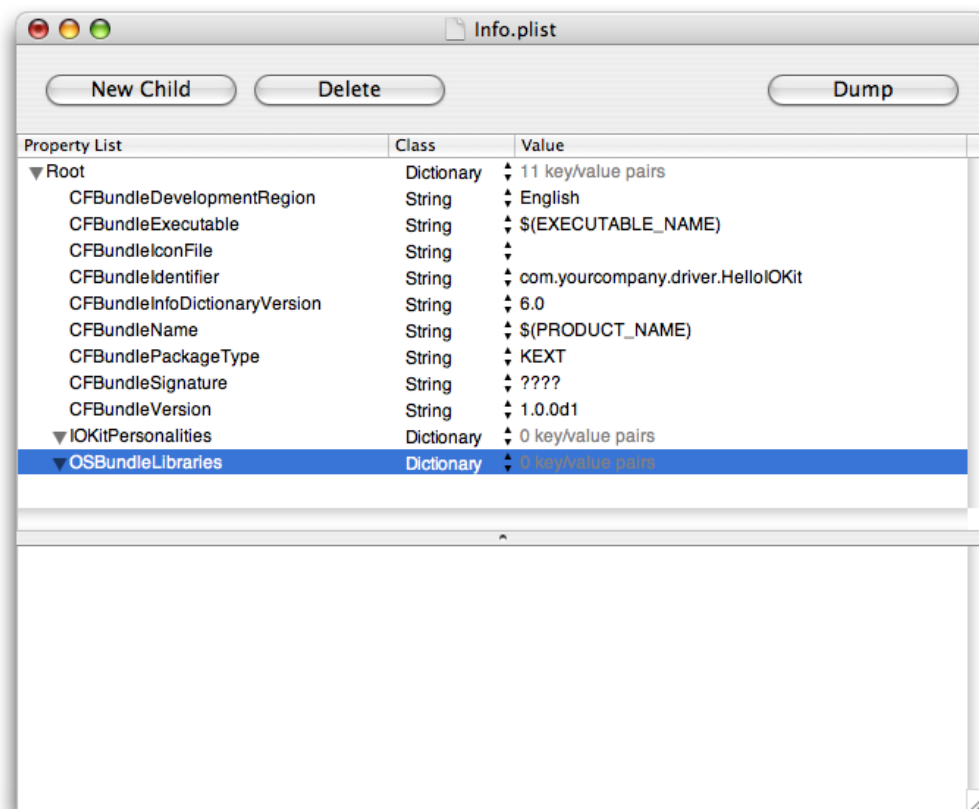 Info.plist
New Child Delete Dump
Property List Class Value
Root Dictionary 11 key/value pairs
CFBundleDevelopmentRegion String English
CFBundleExecutable String $(EXECUTABLE_NAME)
CFBundleIconFile String
CFBundleIdentifier String com.yourcompany.driver.HelloIOKit
CFBundleInfoDictionaryVersion String 6.0
CFBundleName String $(PRODUCT_NAME)
CFBundlePackageType String KEXT
CFBundleSignature String ????
CFBundleVersion String 1.0.0d1
IOKitPersonalities Dictionary 0 key/value pairs
OSBundleLibraries Dictionary 0 key/value pairs